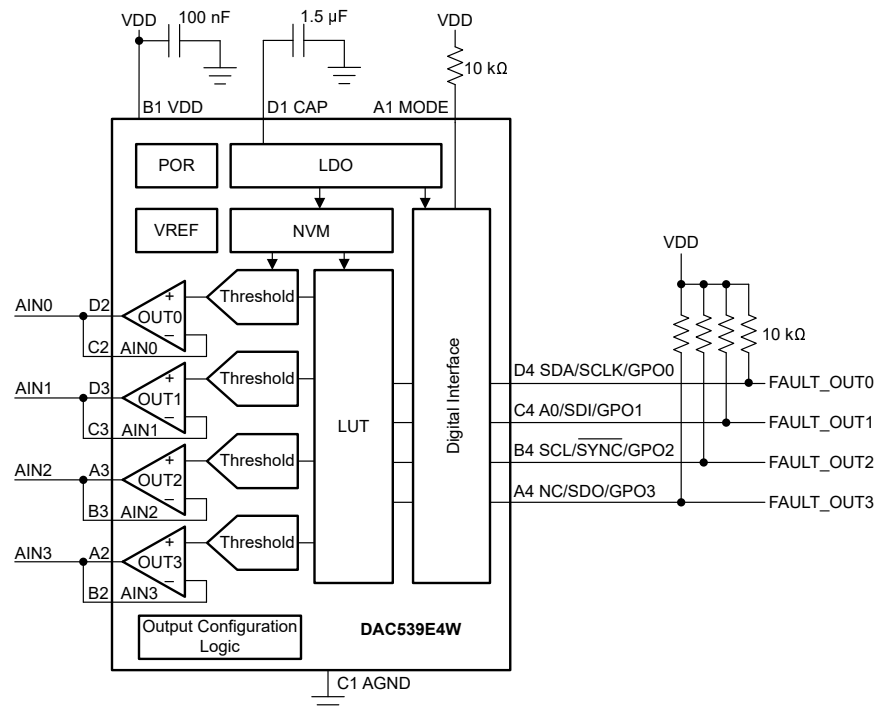 VDD 100 nF 1.5 µF VDD
10 kΩ
B1 VDD D1 CAP A1 MODE
POR LDO
VREF NVM
VDD
Threshold
AIN0 D2 + OUT0 –
C2 AIN0
10 kΩ
Threshold
AIN1 D3 + OUT1 –
C3 AIN1
LUT
Digital Interface
D4 SDA/SCLK/GPO0 FAULT_OUT0
C4 A0/SDI/GPO1 FAULT_OUT1
B4 SCL/SYNC/GPO2 FAULT_OUT2
A4 NC/SDO/GPO3 FAULT_OUT3
Threshold
AIN2 A3 + OUT2 –
B3 AIN2
Threshold
AIN3 A2 + OUT3 –
B2 AIN3
Output Configuration
Logic
DAC539E4W
C1 AGND